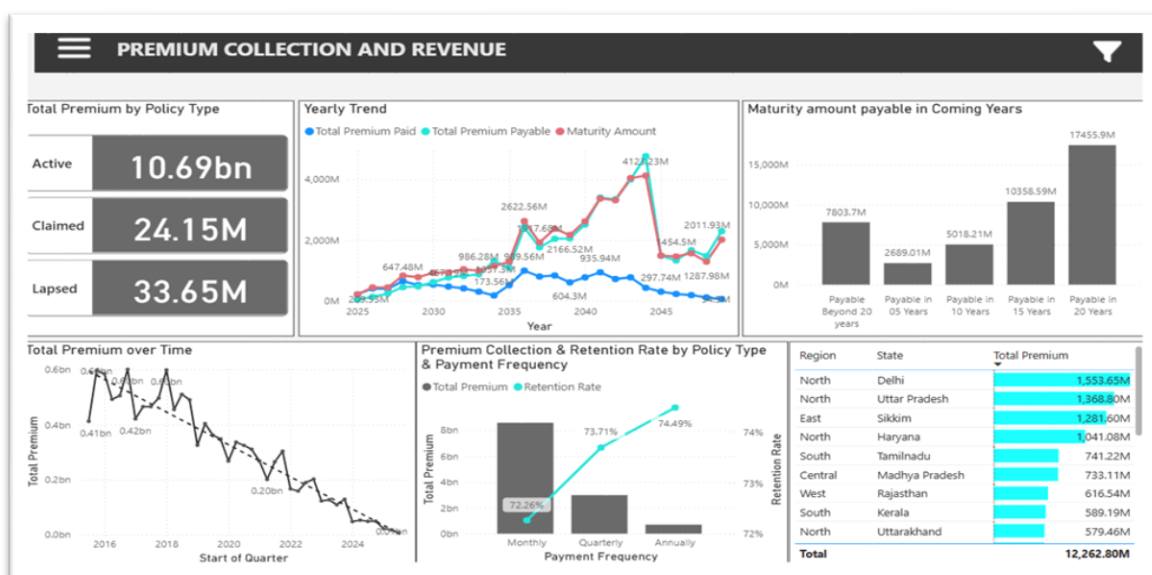 PREMIUM COLLECTION AND REVENUE
Total Premium by Policy Type
Active
10.69bn
Claimed
24.15M
Lapsed
33.65M
Yearly Trend
Total Premium Paid Total Premium Payable Maturity Amount
4,000M
2,000M
0M
647.48M
986.28M
173.56M
2622.56M
2166.52M
604.3M
935.94M
297.74M
1287.98M
2011.93M
2025 2030 2035 2040 2045
Year
Maturity amount payable in Coming Years
15,000M
10,000M
5,000M
0M
7803.7M
2689.01M
5018.21M
10358.59M
17455.9M
Payable Beyond 20 years
Payable in 05 Years
Payable in 10 Years
Payable in 15 Years
Payable in 20 Years
Total Premium over Time
Total Premium
0.6bn
0.4bn
0.2bn
0.0bn
0.41bn
0.42bn
0.20bn
2016 2018 2020 2022 2024
Start of Quarter
Premium Collection & Retention Rate by Policy Type
& Payment Frequency
Total Premium Retention Rate
Total Premium
8bn
6bn
4bn
2bn
0bn
72.26%
73.71%
74.49%
74%
73%
72%
Retention Rate
Monthly Quarterly Annually
Payment Frequency
Region State Total Premium
North Delhi 1,553.65M
North Uttar Pradesh 1,368.80M
East Sikkim 1,281.60M
North Haryana 1,041.08M
South Tamilnadu 741.22M
Central Madhya Pradesh 733.11M
West Rajasthan 616.54M
South Kerala 589.19M
North Uttarakhand 579.46M
Total 12,262.80M